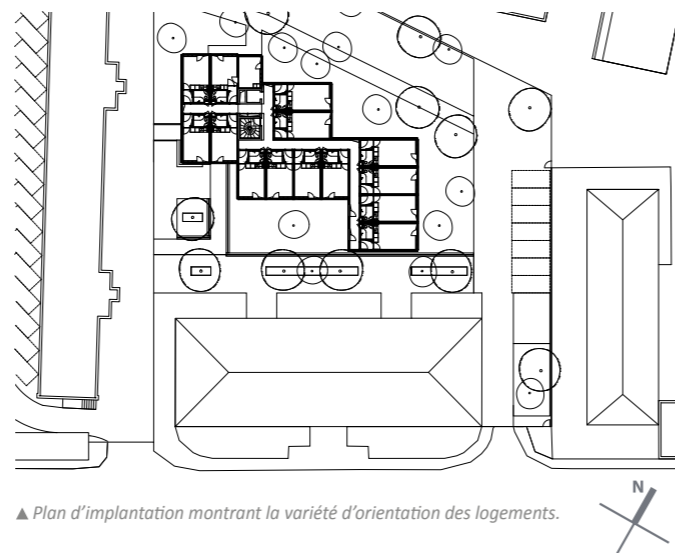 ▲ Plan d’implantation montrant la variété d’orientation des logements.
N